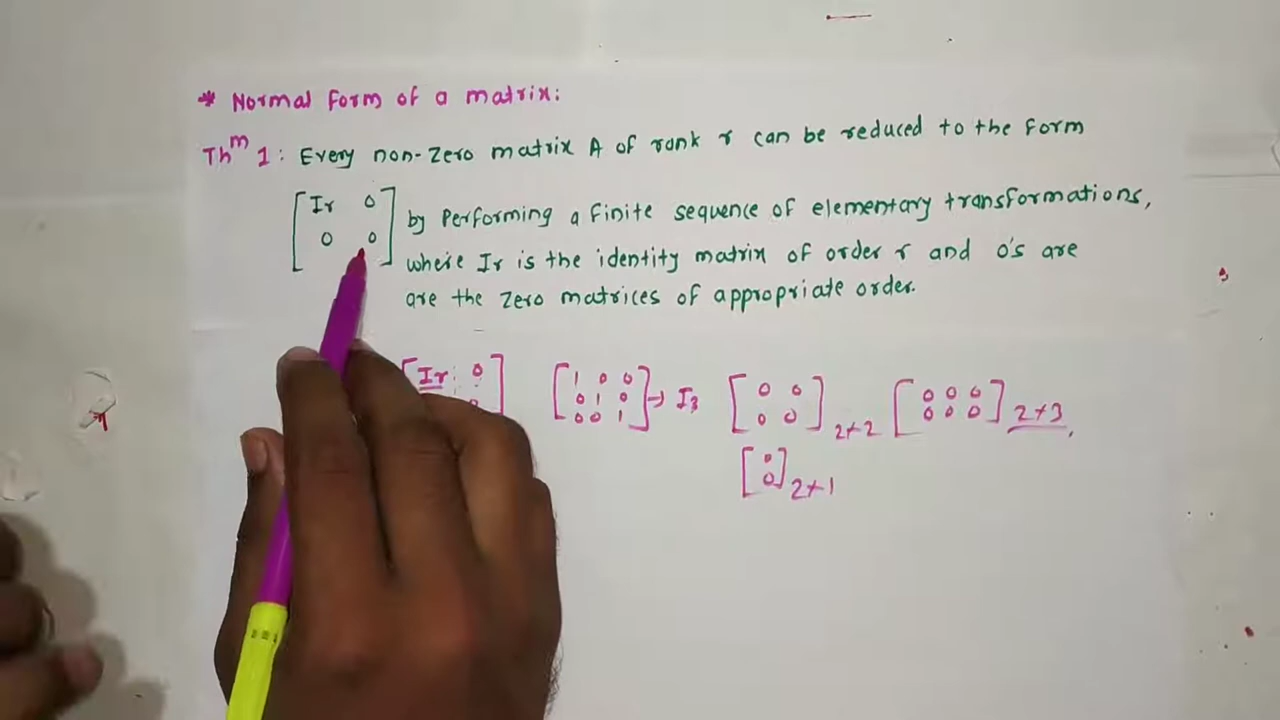 * Normal form of a matrix:
Thm 1: Every non-zero matrix A of rank r can be reduced to the form
[Ir 0
0 0] by performing a finite sequence of elementary transformations,
where Ir is the identity matrix of order r and 0's are
are the zero matrices of appropriate order.
[Ir 0] [1 0 0
0 1 0
0 0 1] → I3 [0 0
0 0] 2×2 [0 0 0
0 0 0] 2×3,
[0
0] 2×1